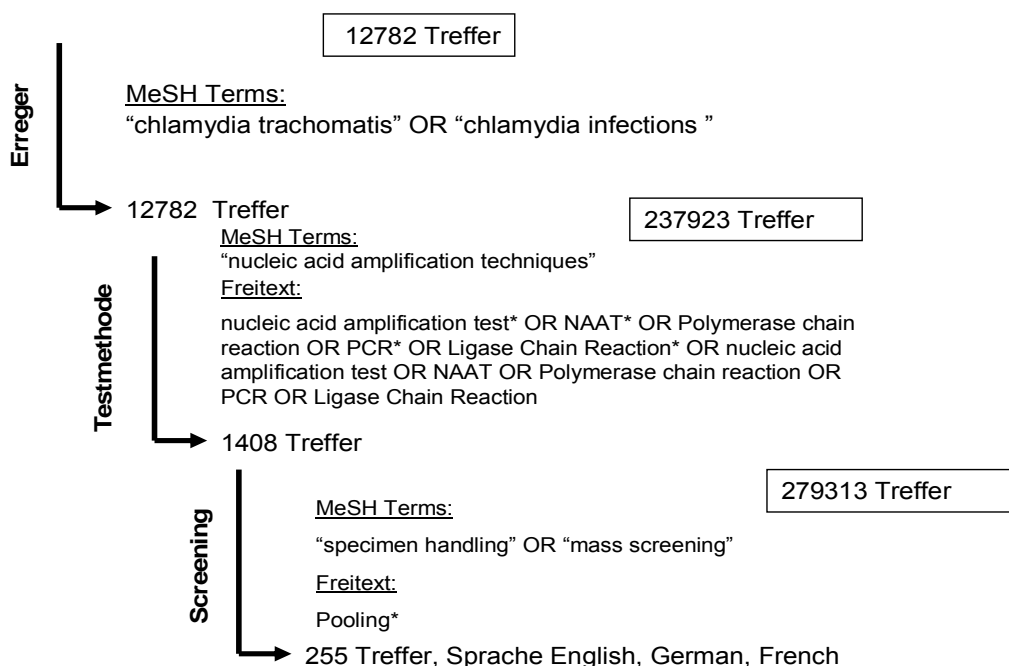 12782 Treffer
Erreger
MeSH Terms:
“chlamydia trachomatis” OR “chlamydia infections ”
12782 Treffer
237923 Treffer
Testmethode
MeSH Terms:
“nucleic acid amplification techniques”
Freitext:
nucleic acid amplification test* OR NAAT* OR Polymerase chain
reaction OR PCR* OR Ligase Chain Reaction* OR nucleic acid
amplification test OR NAAT OR Polymerase chain reaction OR
PCR OR Ligase Chain Reaction
1408 Treffer
279313 Treffer
Screening
MeSH Terms:
“specimen handling” OR “mass screening”
Freitext:
Pooling*
255 Treffer, Sprache English, German, French